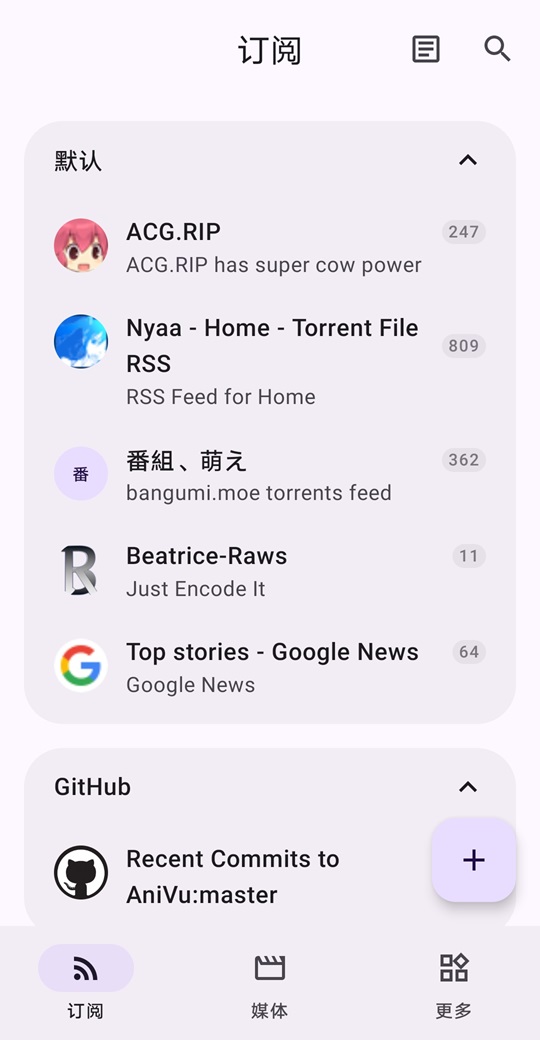 订阅
默认
ACG.RIP
247
ACG.RIP has super cow power
Nyaa - Home - Torrent File
RSS
809
RSS Feed for Home
番
番組、萌え
362
bangumi.moe torrents feed
Beatrice-Raws
11
Just Encode It
Top stories - Google News
64
Google News
GitHub
Recent Commits to
AniVu:master
订阅
媒体
更多